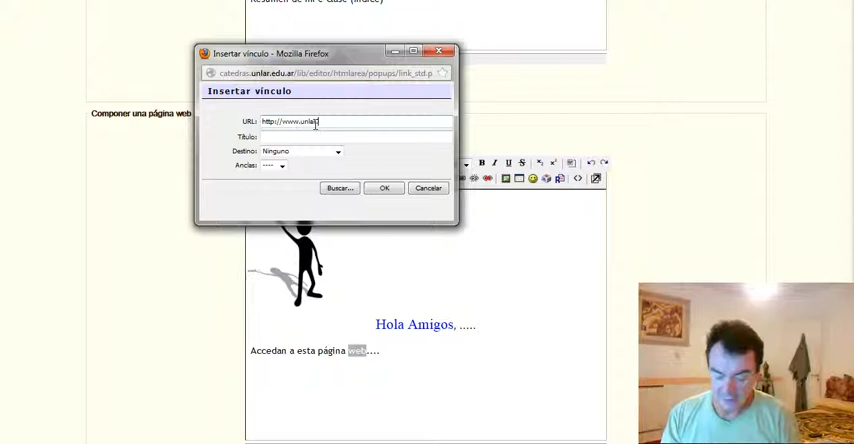 Resumen de mi e-Clase (Índice)
Insertar vínculo - Mozilla Firefox
catedras.unlar.edu.ar/lib/editor/htmlarea/popups/link_std.p
Insertar vínculo
Componer una página web
URL: http://www.unlar
Título:
Destino: Ninguno
Anclas: ----
B I U S
Buscar... OK Cancelar
Hola Amigos, .....
Accedan a esta página web....